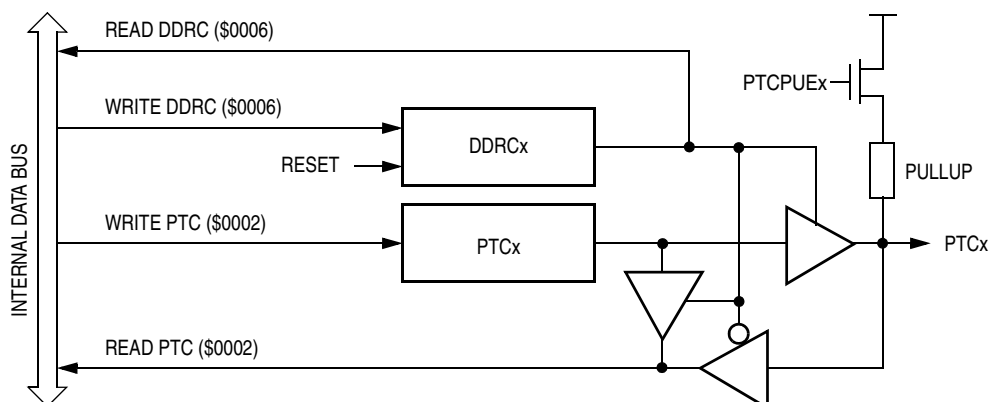 READ DDRC ($0006)
PTCPUEx
WRITE DDRC ($0006)
DDRCx
RESET
PULLUP
INTERNAL DATA BUS
WRITE PTC ($0002)
PTCx
PTCx
READ PTC ($0002)